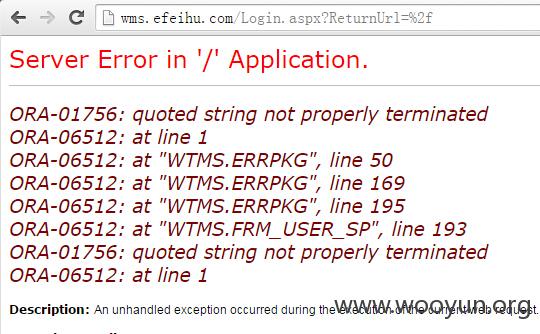 wms.efeihu.com/Login.aspx?ReturnUrl=%2f
Server Error in '/' Application.
ORA-01756: quoted string not properly terminated
ORA-06512: at line 1
ORA-06512: at "WTMS.ERRPKG", line 50
ORA-06512: at "WTMS.ERRPKG", line 169
ORA-06512: at "WTMS.ERRPKG", line 195
ORA-06512: at "WTMS.FRM_USER_SP", line 193
ORA-01756: quoted string not properly terminated
ORA-06512: at line 1
Description: An unhandled exception occurred during the execution of the current web request.
www.wooyun.org